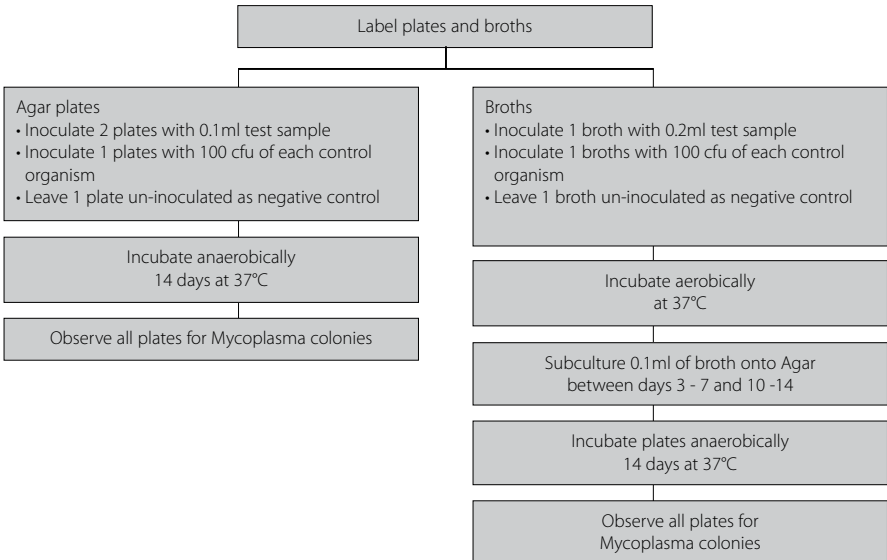 Label plates and broths
Agar plates
• Inoculate 2 plates with 0.1ml test sample
• Inoculate 1 plates with 100 cfu of each control
organism
• Leave 1 plate un-inoculated as negative control
Incubate anaerobically
14 days at 37°C
Observe all plates for Mycoplasma colonies
Broths
• Inoculate 1 broth with 0.2ml test sample
• Inoculate 1 broths with 100 cfu of each control
organism
• Leave 1 broth un-inoculated as negative control
Incubate aerobically
at 37°C
Subculture 0.1ml of broth onto Agar
between days 3 - 7 and 10 -14
Incubate plates anaerobically
14 days at 37°C
Observe all plates for
Mycoplasma colonies